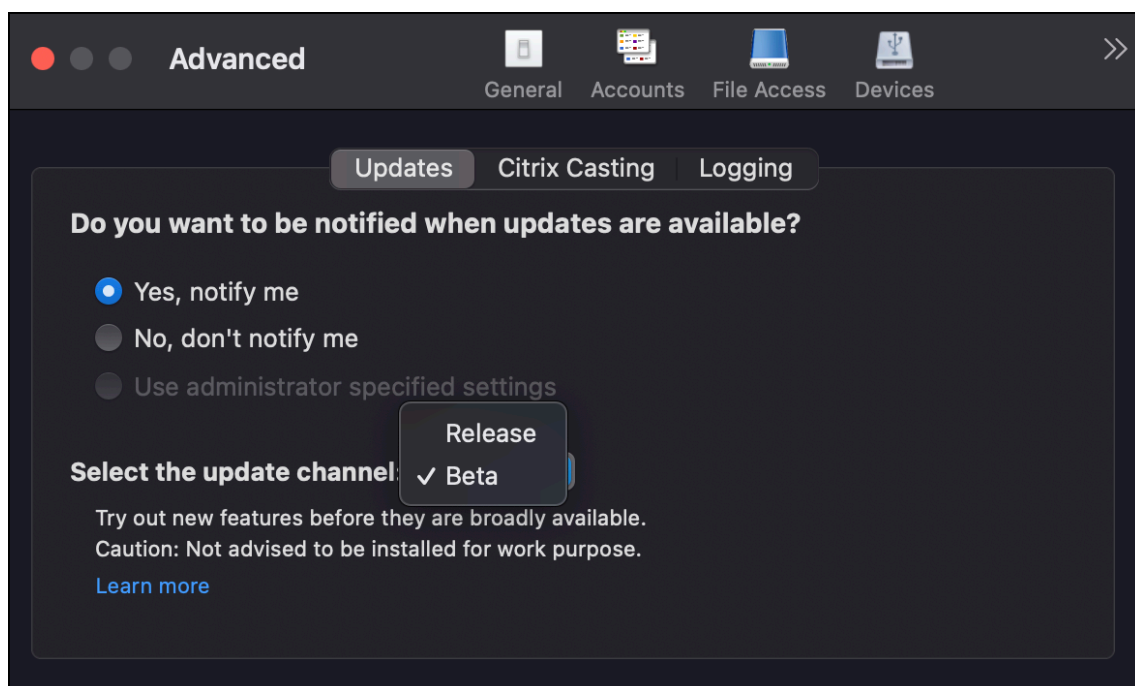 Advanced
General Accounts File Access Devices
Updates Citrix Casting Logging
Do you want to be notified when updates are available?
Yes, notify me
No, don't notify me
Use administrator specified settings
Release
Select the update channel:
✓ Beta
Try out new features before they are broadly available.
Caution: Not advised to be installed for work purpose.
Learn more